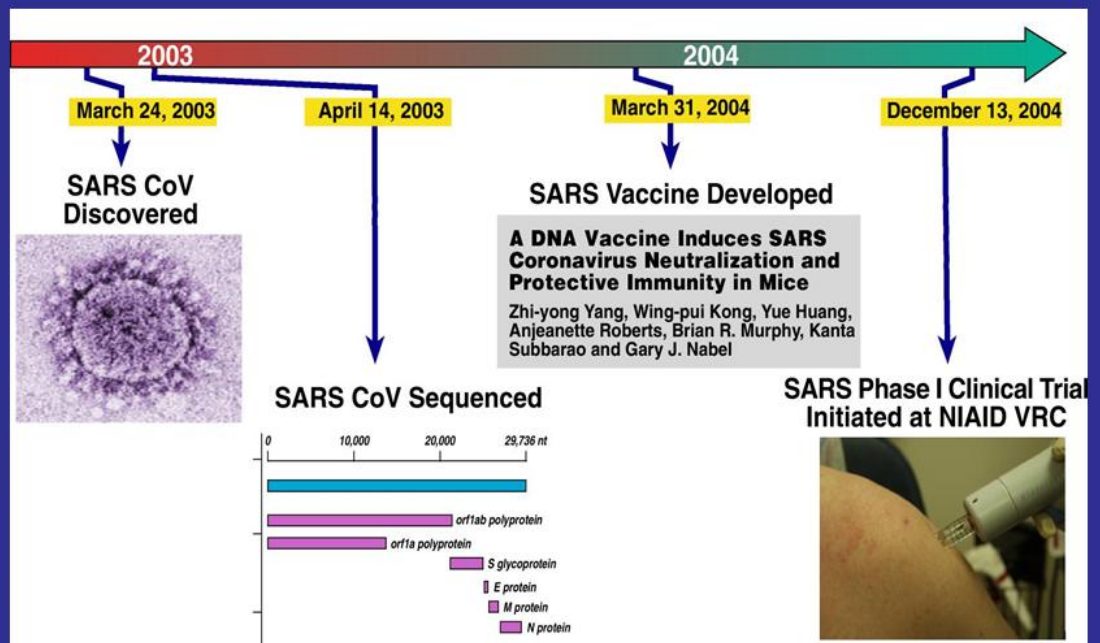 2003
2004
March 24, 2003
April 14, 2003
March 31, 2004
December 13, 2004
SARS CoV
Discovered
SARS Vaccine Developed
A DNA Vaccine Induces SARS
Coronavirus Neutralization and
Protective Immunity in Mice
Zhi-yong Yang, Wing-pui Kong, Yue Huang,
Anjeanette Roberts, Brian R. Murphy, Kanta
Subbarao and Gary J. Nabel
SARS CoV Sequenced
0 10,000 20,000 29,736 nt
orf1ab polyprotein
orf1a polyprotein
S glycoprotein
E protein
M protein
N protein
SARS Phase I Clinical Trial
Initiated at NIAID VRC